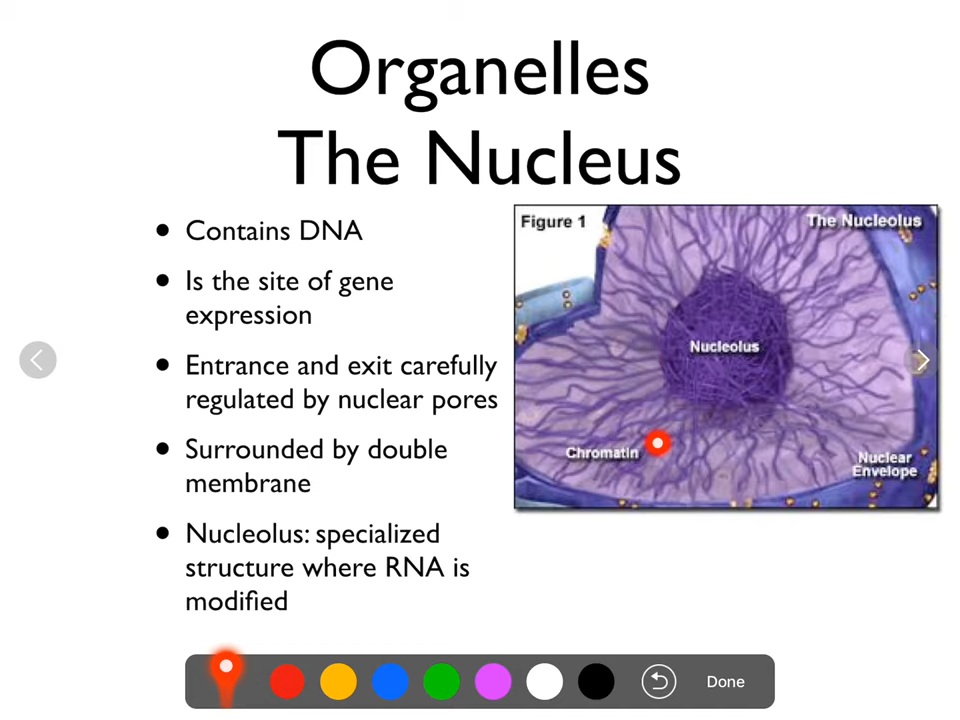 Organelles
The Nucleus
• Contains DNA
• Is the site of gene
expression
• Entrance and exit carefully
regulated by nuclear pores
• Surrounded by double
membrane
• Nucleolus: specialized
structure where RNA is
modified
Figure 1
The Nucleolus
Nucleolus
Chromatin
Nuclear
Envelope
Done